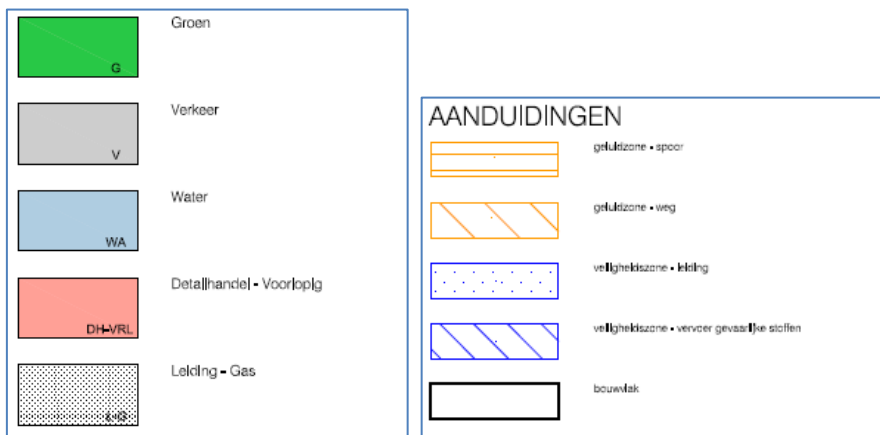 Groen
G
Verkeer
V
Water
WA
Detailhandel - Voorlopig
DH-VRL
Leiding - Gas
L-G
AANDUIDINGEN
geluidzone - spoor
geluidzone - weg
veiligheidszone - leiding
veiligheidszone - vervoer gevaarlijke stoffen
bouwvlak